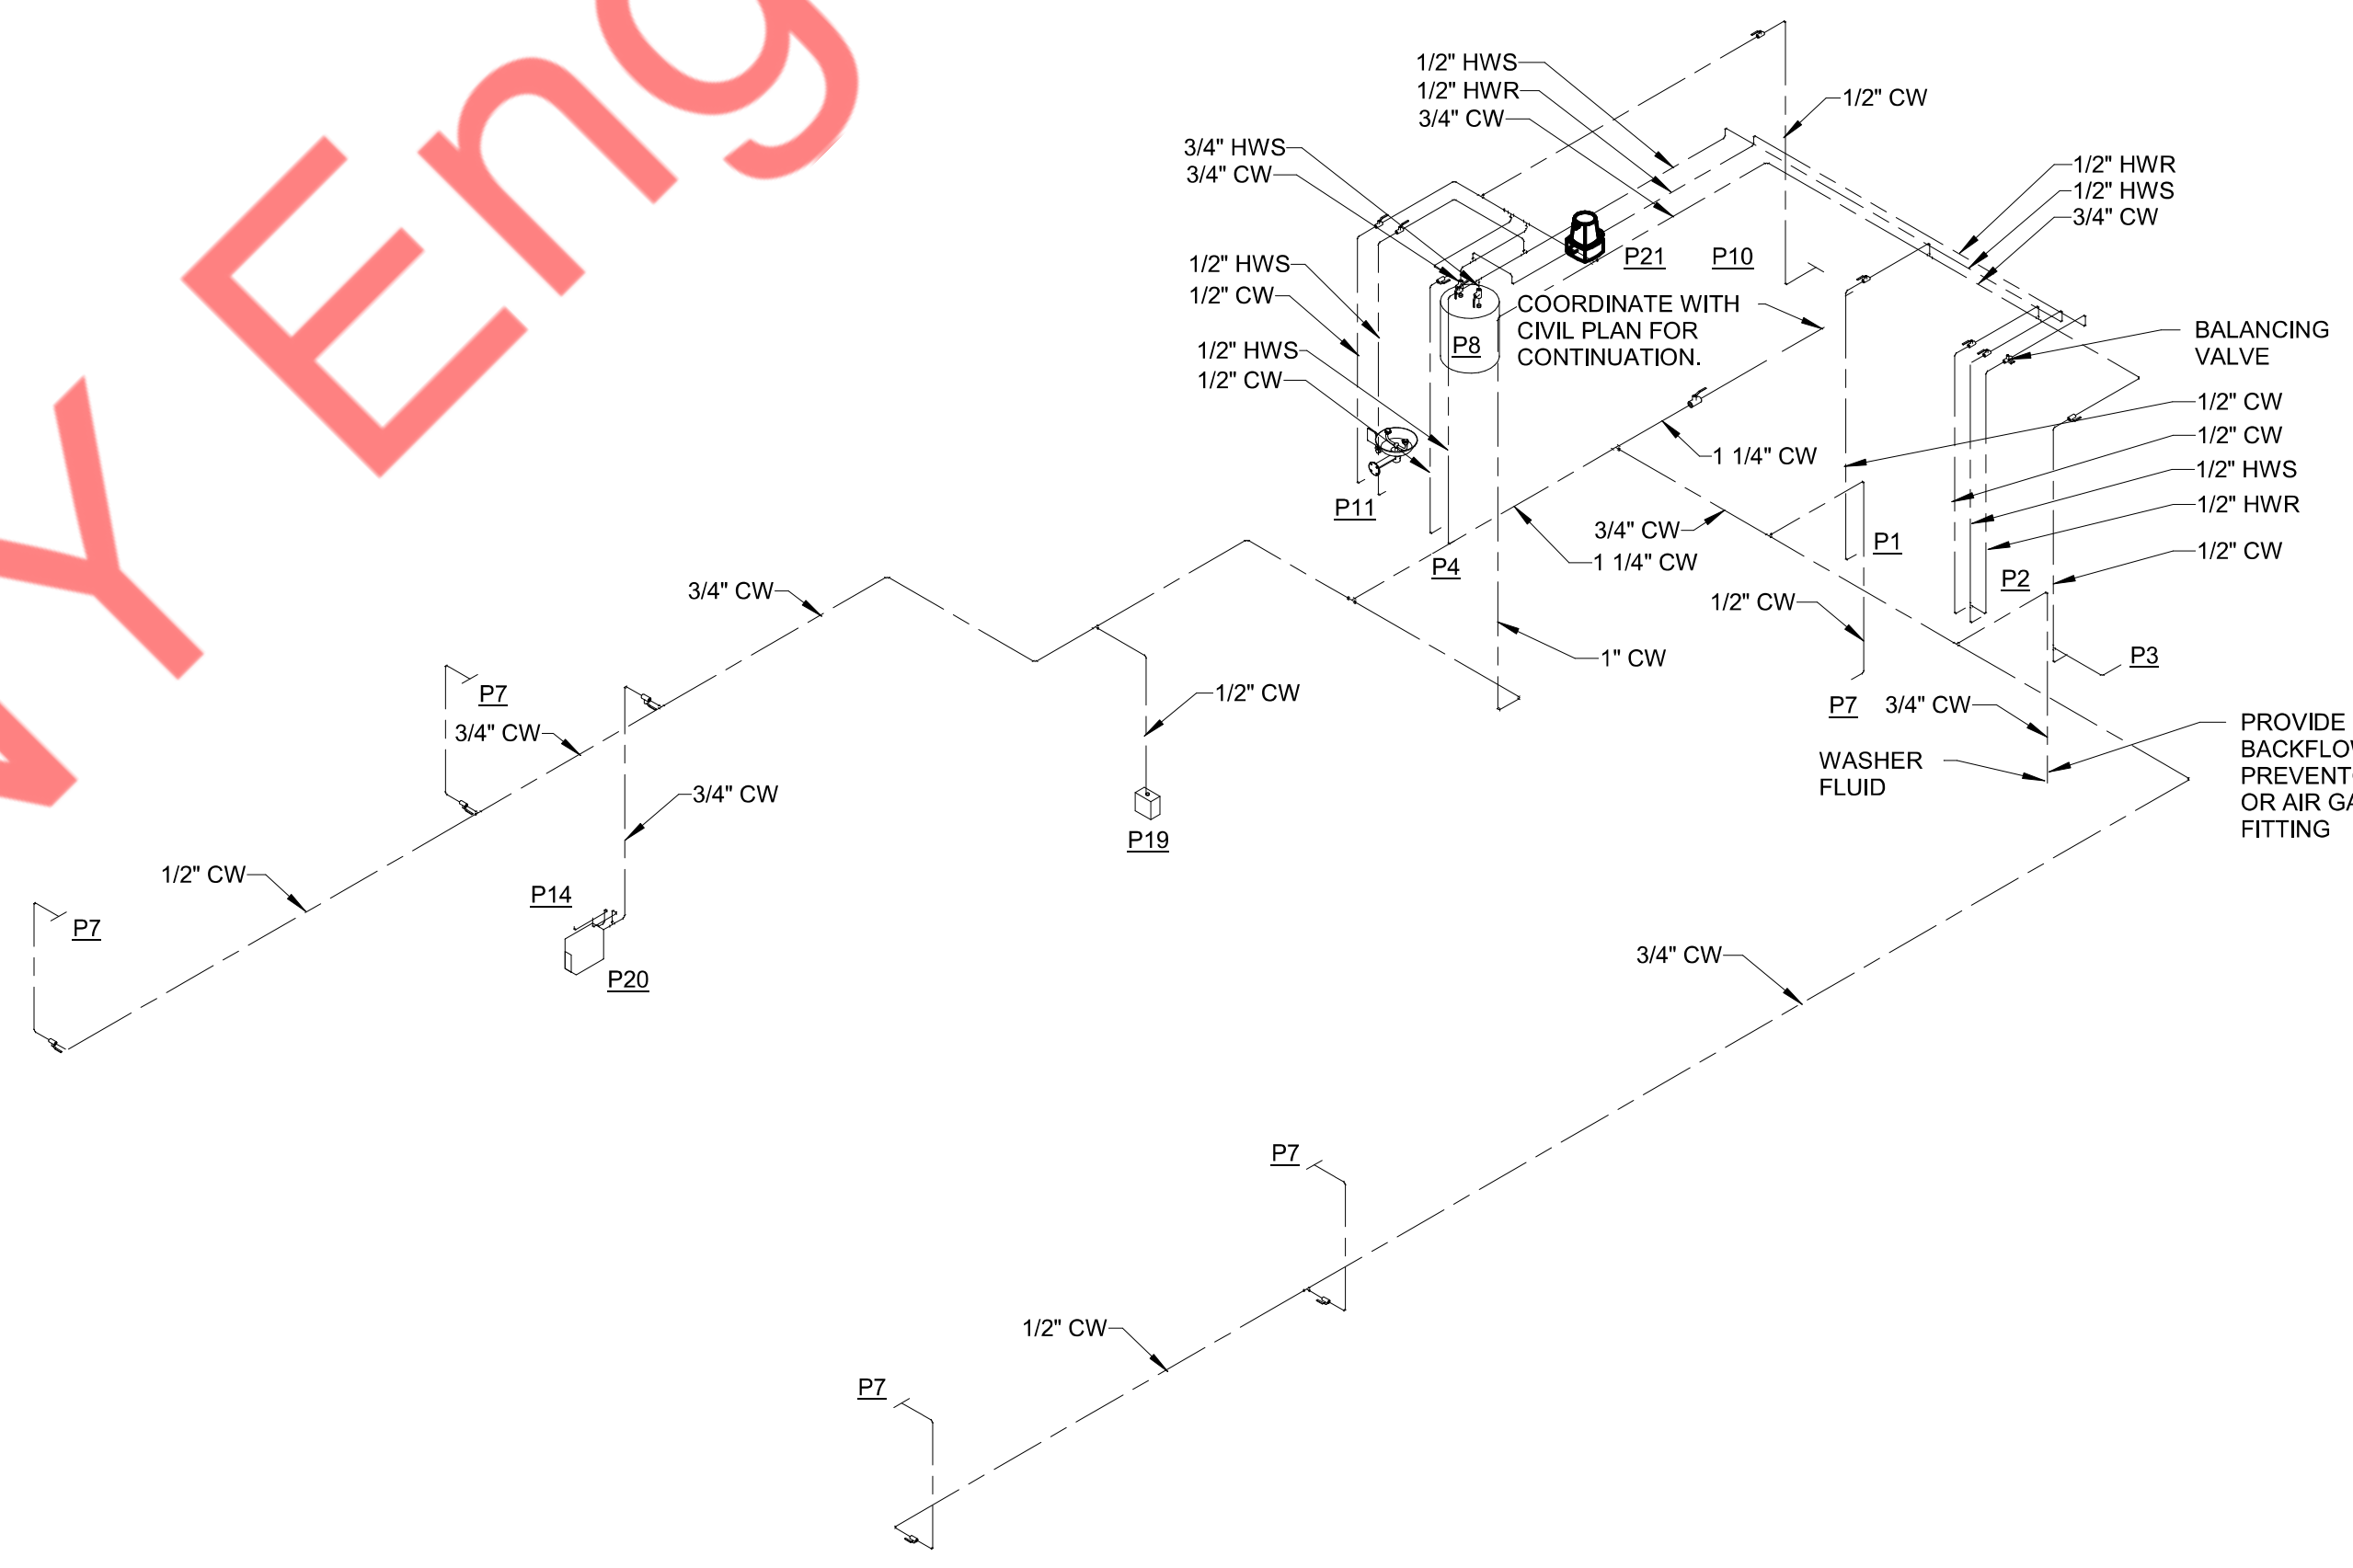 Y Eng
1/2" HWS
1/2" HWR
3/4" CW
1/2" CW
3/4" HWS
3/4" CW
1/2" HWR
1/2" HWS
3/4" CW
P21
P10
1/2" HWS
1/2" CW
COORDINATE WITH
CIVIL PLAN FOR
CONTINUATION.
P8
BALANCING
VALVE
1/2" HWS
1/2" CW
1/2" CW
1/2" CW
1 1/4" CW
1/2" HWS
P11
1/2" HWR
3/4" CW
P1
1/2" CW
1 1/4" CW
P4
P2
3/4" CW
1/2" CW
1" CW
P3
P7
1/2" CW
P7
3/4" CW
3/4" CW
PROVIDE
WASHER
FLUID
3/4" CW
OR AIR
FITTING
P19
1/2" CW
P14
P7
3/4" CW
P20
P7
1/2" CW
P7